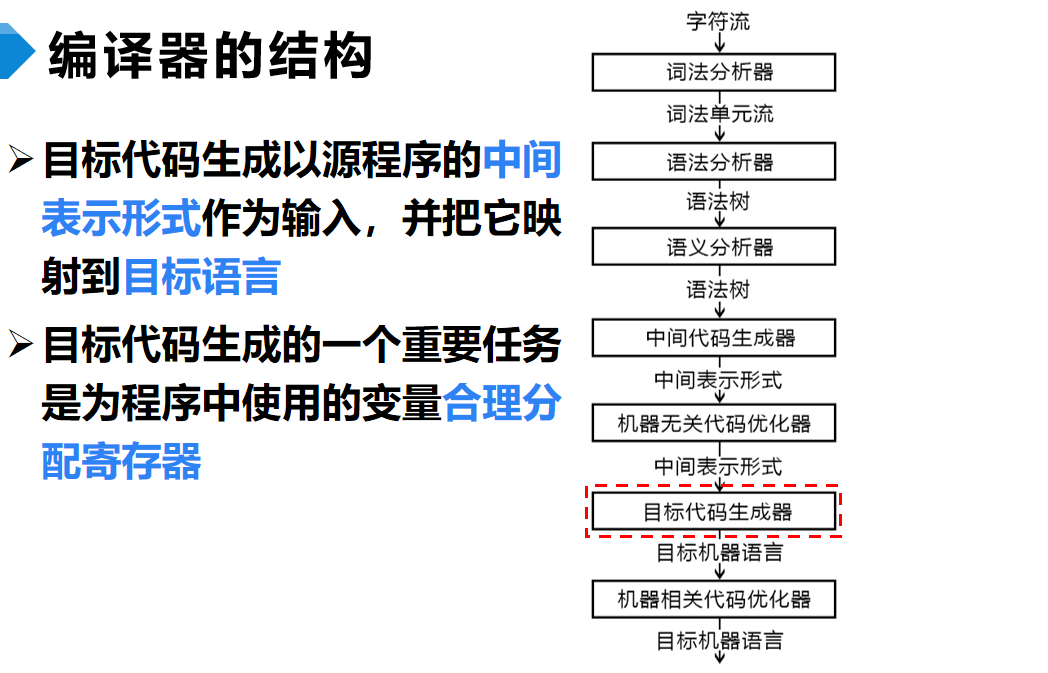 编译器的结构
➢目标代码生成以源程序的中间
表示形式作为输入，并把它映
射到目标语言
➢目标代码生成的一个重要任务
是为程序中使用的变量合理分
配寄存器
字符流
词法分析器
词法单元流
语法分析器
语法树
语义分析器
语法树
中间代码生成器
中间表示形式
机器无关代码优化器
中间表示形式
目标代码生成器
目标机器语言
机器相关代码优化器
目标机器语言